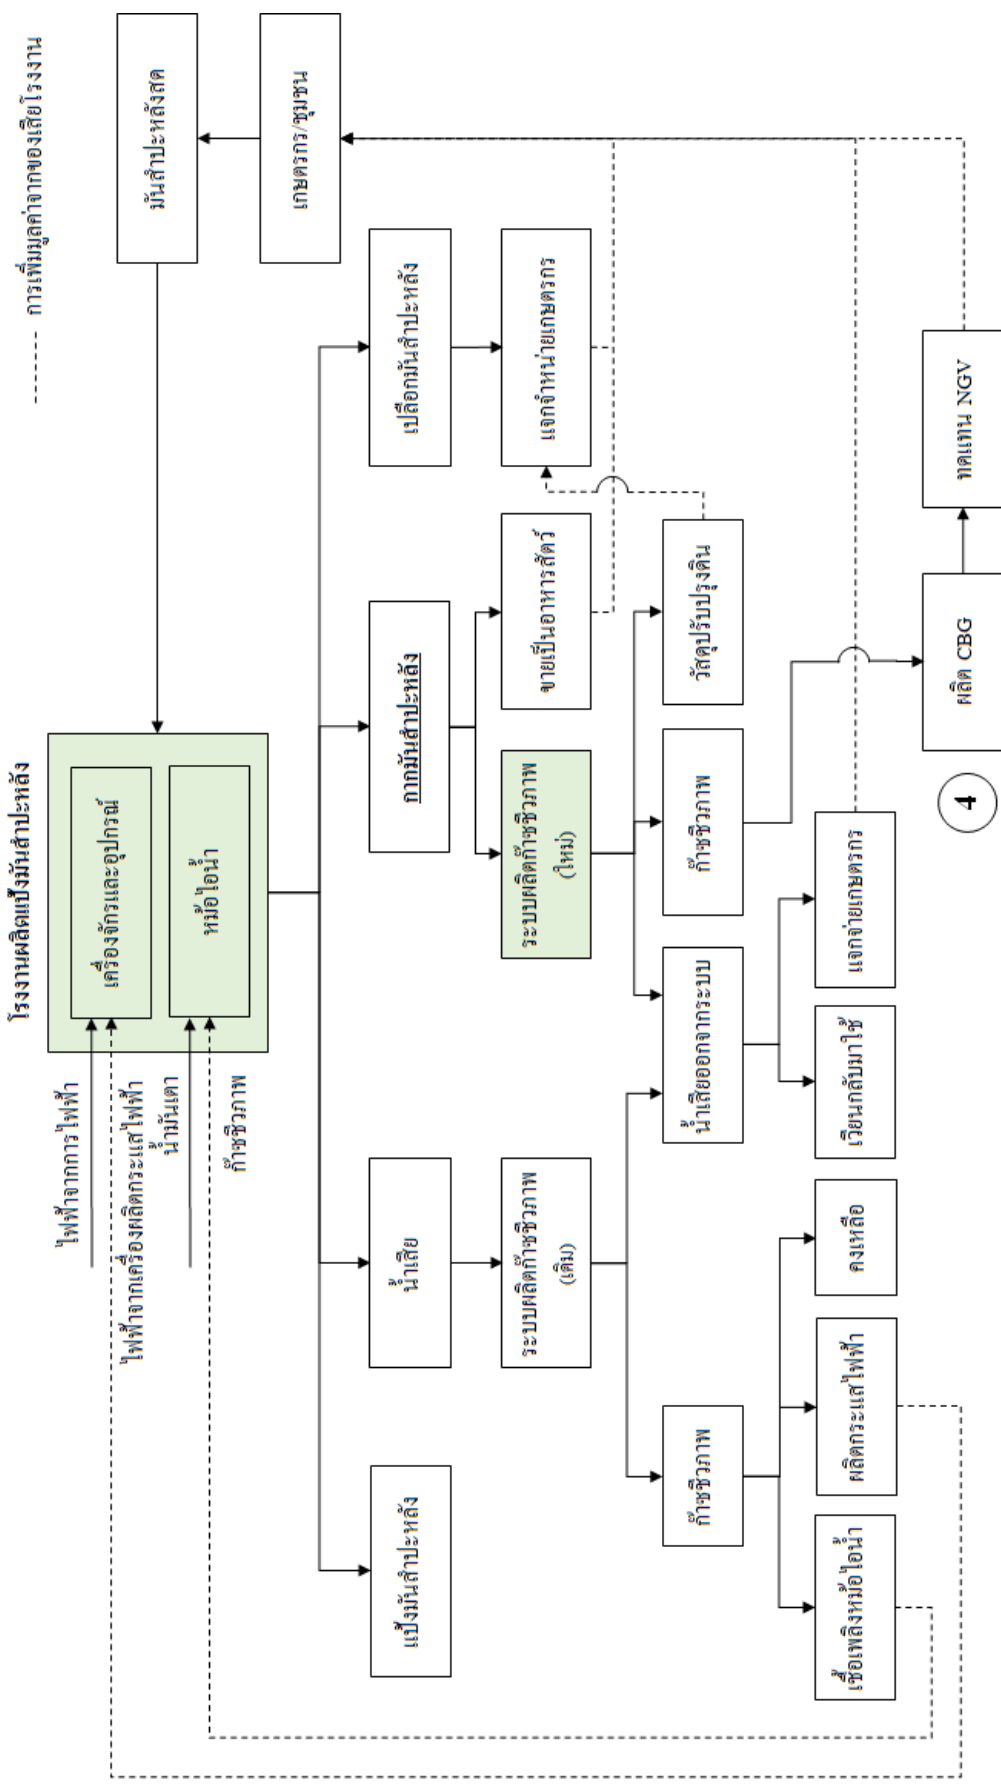 โรงงานผลิตแป้งมันสำปะหลัง
------- การเพิ่มมูลค่าจากของเสียโรงงาน
ไฟฟ้าจากการไฟฟ้า
ไฟฟ้าจากเครื่องผลิตกระแสไฟฟ้า
น้ำมันเตา
ก๊าซชีวภาพ
เครื่องจักรและอุปกรณ์
หม้อไอน้ำ
มันสำปะหลังสด
เกษตรกร/ชุมชน
แป้งมันสำปะหลัง
น้ำเสีย
กากมันสำปะหลัง
เปลือกมันสำปะหลัง
ระบบผลิตก๊าซชีวภาพ
(เดิม)
ระบบผลิตก๊าซชีวภาพ
(ใหม่)
ขายเป็นอาหารสัตว์
แจกจำหน่ายเกษตรกร
ก๊าซชีวภาพ
น้ำเสียออกจากระบบ
ก๊าซชีวภาพ
วัสดุปรับปรุงดิน
เชื้อเพลิงหม้อไอน้ำ
ผลิตกระแสไฟฟ้า
คงเหลือ
เวียนกลับมาใช้
แจกจ่ายเกษตรกร
4
ผลิต CBG
ทดแทน NGV